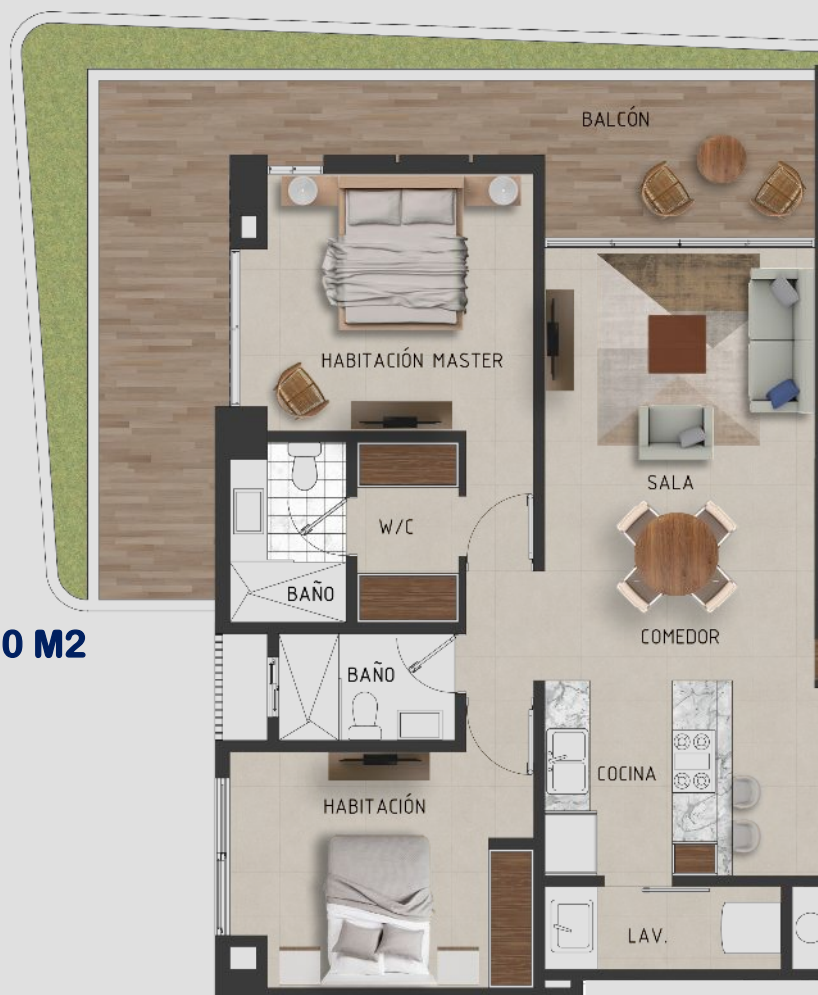 BALCÓN
HABITACIÓN MASTER
SALA
W/C
BAÑO
COMEDOR
0 M2
BAÑO
COCINA
HABITACIÓN
LAV.